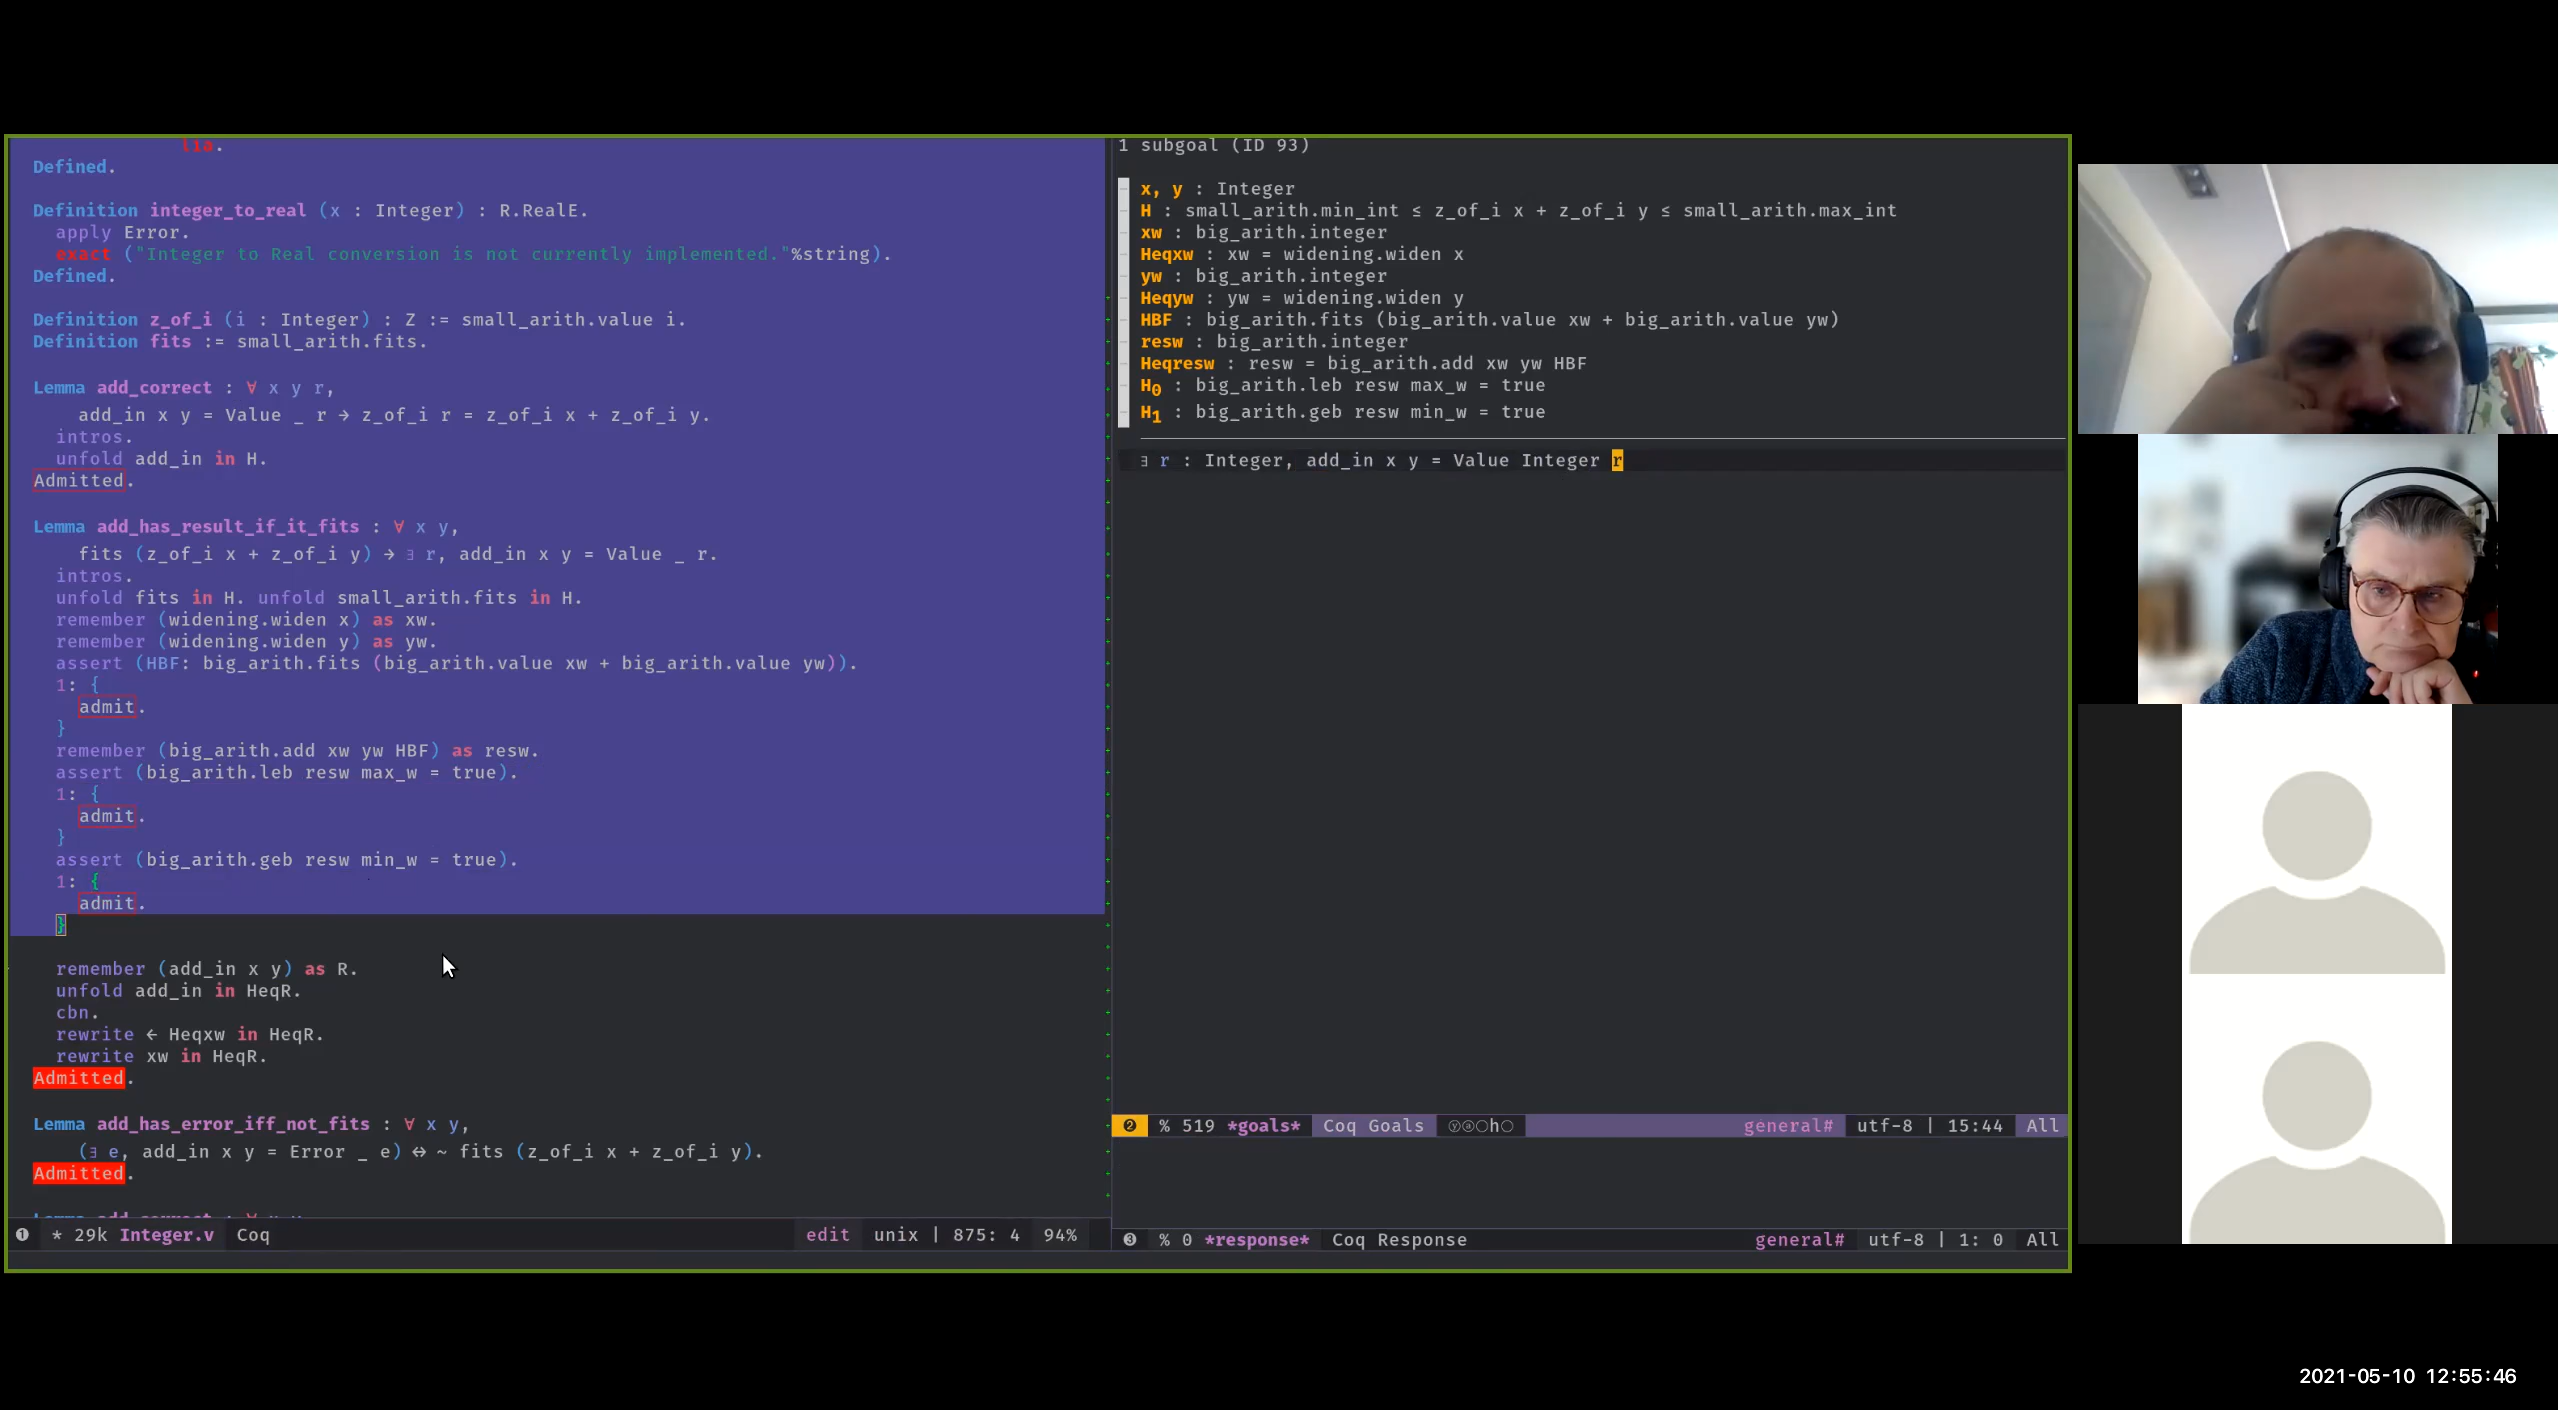 lia.
Defined.
Definition integer_to_real (x : Integer) : R.RealE.
apply Error.
exact ("Integer to Real conversion is not currently implemented."%string).
Defined.
Definition z_of_i (i : Integer) : Z := small_arith.value i.
Definition fits := small_arith.fits.
Lemma add_correct : ∀ x y r,
add_in x y = Value _ r → z_of_i r = z_of_i x + z_of_i y.
intros.
unfold add_in in H.
Admitted.
Lemma add_has_result_if_it_fits : ∀ x y,
fits (z_of_i x + z_of_i y) → ∃ r, add_in x y = Value _ r.
intros.
unfold fits in H. unfold small_arith.fits in H.
remember (widening.widen x) as xw.
remember (widening.widen y) as yw.
assert (HBF: big_arith.fits (big_arith.value xw + big_arith.value yw)).
1: {
admit.
}
remember (big_arith.add xw yw HBF) as resw.
assert (big_arith.leb resw max_w = true).
1: {
admit.
}
assert (big_arith.geb resw min_w = true).
1: {
admit.
}
remember (add_in x y) as R.
unfold add_in in HeqR.
cbn.
rewrite ← Heqxw in HeqR.
rewrite xw in HeqR.
Admitted.
Lemma add_has_error_iff_not_fits : ∀ x y,
(∃ e, add_in x y = Error _ e) ↔ ~ fits (z_of_i x + z_of_i y).
Admitted.
❶ * 29k Integer.v Coq edit unix | 875: 4 94%
1 subgoal (ID 93)
x, y : Integer
H : small_arith.min_int ≤ z_of_i x + z_of_i y ≤ small_arith.max_int
xw : big_arith.integer
Heqxw : xw = widening.widen x
yw : big_arith.integer
Heqyw : yw = widening.widen y
HBF : big_arith.fits (big_arith.value xw + big_arith.value yw)
resw : big_arith.integer
Heqresw : resw = big_arith.add xw yw HBF
H0 : big_arith.leb resw max_w = true
H1 : big_arith.geb resw min_w = true
∃ r : Integer, add_in x y = Value Integer r
❷ % 519 *goals* Coq Goals ⓨⓐ○h○ general# utf-8 | 15:44 All
❸ % 0 *response* Coq Response general# utf-8 | 1: 0 All
2021-05-10 12:55:46